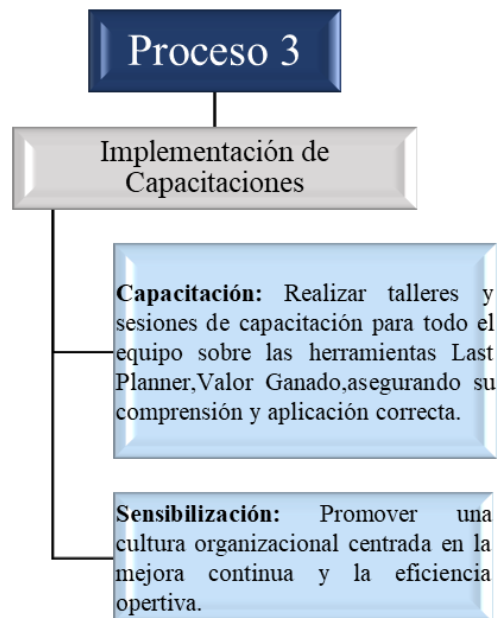 Proceso 3
Implementación de
Capacitaciones
Capacitación: Realizar talleres y
sesiones de capacitación para todo el
equipo sobre las herramientas Last
Planner,Valor Ganado,asegurando su
comprensión y aplicación correcta.
Sensibilización: Promover una
cultura organizacional centrada en la
mejora continua y la eficiencia
opertiva.